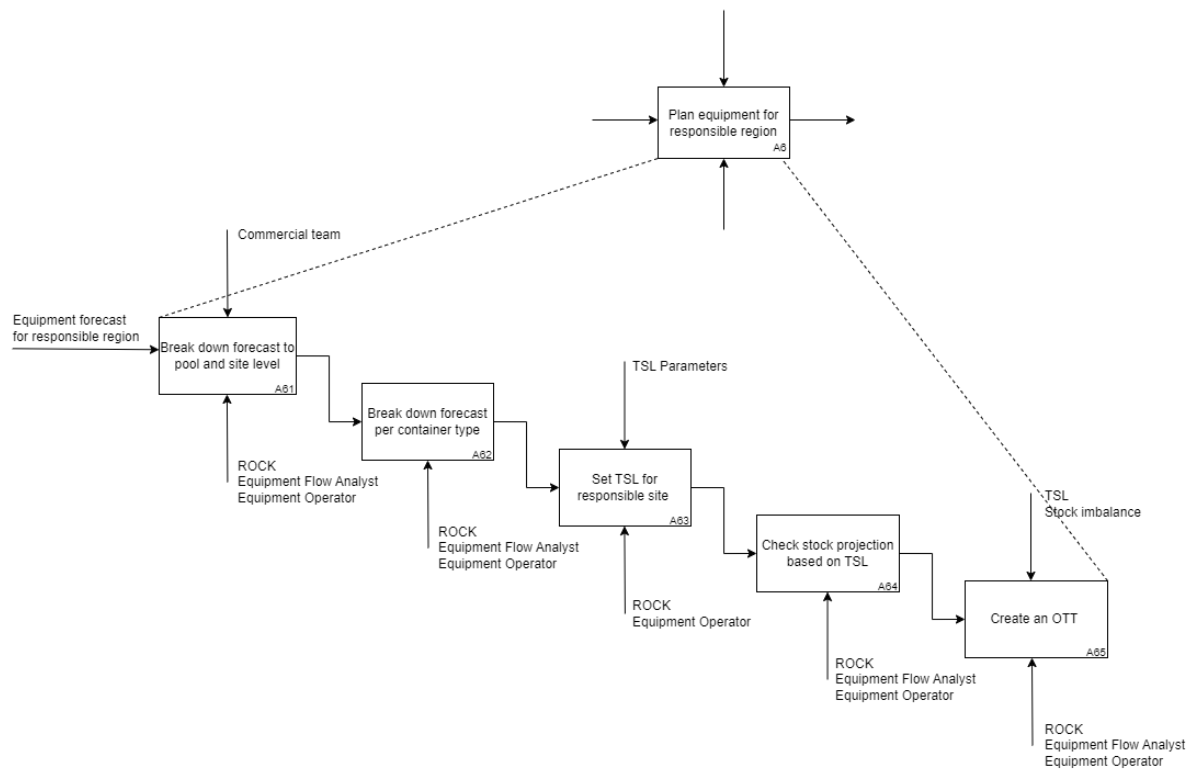 Plan equipment for
responsible region
A6
Commercial team
Equipment forecast
for responsible region
Break down forecast to
pool and site level
A61
ROCK
Equipment Flow Analyst
Equipment Operator
Break down forecast
per container type
A62
ROCK
Equipment Flow Analyst
Equipment Operator
TSL Parameters
Set TSL for
responsible site
A63
ROCK
Equipment Operator
Check stock projection
based on TSL
A64
ROCK
Equipment Flow Analyst
Equipment Operator
TSL
Stock imbalance
Create an OTT
A65
ROCK
Equipment Flow Analyst
Equipment Operator